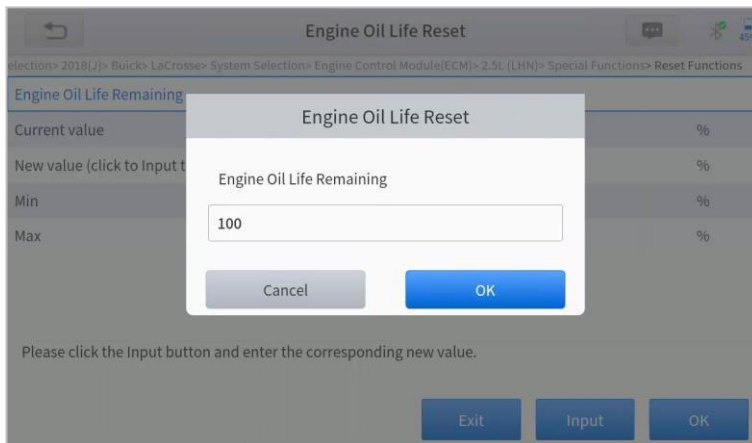 Engine Oil Life Reset
45%
election> 2018(J)> Buick> LaCrosse> System Selection> Engine Control Module(ECM)> 2.5L (LHN)> Special Functions> Reset Functions
Engine Oil Life Remaining
Current value %
New value (click to Input t %
Min %
Max %
Engine Oil Life Reset
Engine Oil Life Remaining
100
Cancel OK
Please click the Input button and enter the corresponding new value.
Exit Input OK